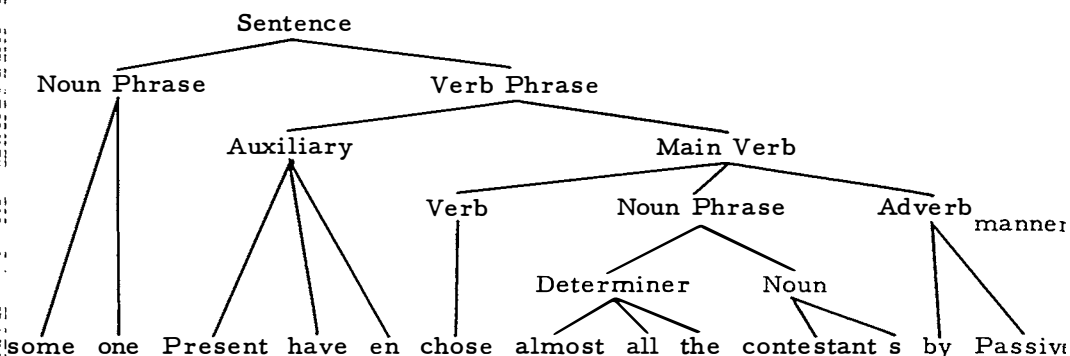 Sentence
Noun Phrase Verb Phrase
Auxiliary Main Verb
Verb Noun Phrase Adverb manner
Determiner Noun
some one Present have en chose almost all the contestant s by Passive